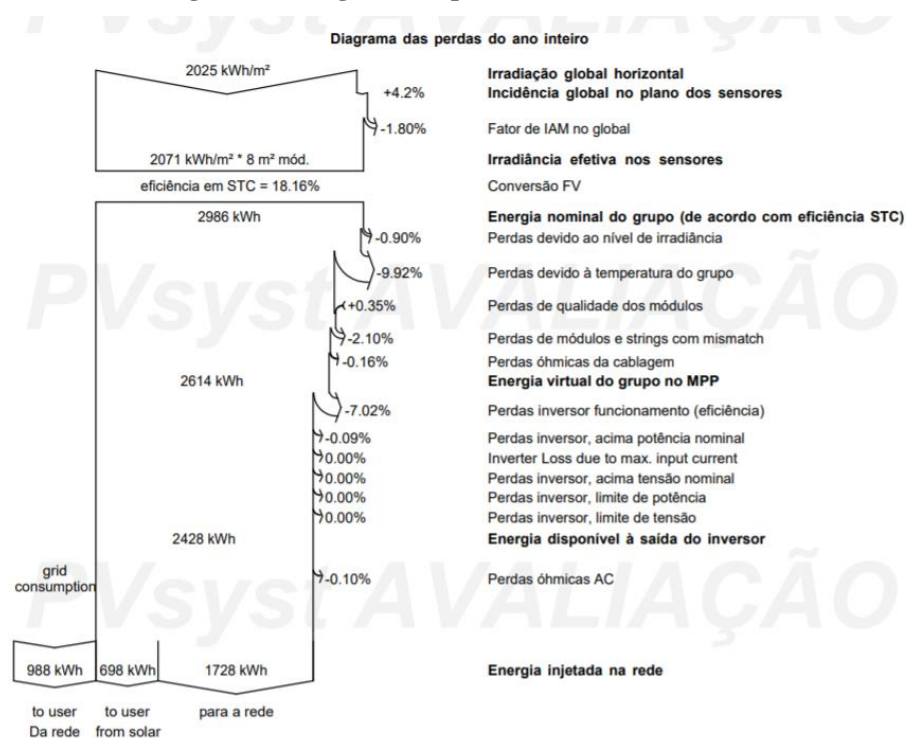 PVsyst AVALIAÇÃO
Diagrama das perdas do ano inteiro
2025 kWh/m²
Irradiação global horizontal
+4.2%
Incidência global no plano dos sensores
-1.80%
Fator de IAM no global
2071 kWh/m² * 8 m² mód.
Irradiância efetiva nos sensores
eficiência em STC = 18.16%
Conversão FV
2986 kWh
Energia nominal do grupo (de acordo com eficiência STC)
-0.90%
Perdas devido ao nível de irradiância
-9.92%
Perdas devido à temperatura do grupo
PVsyst AVALIAÇÃO
+0.35%
Perdas de qualidade dos módulos
-2.10%
Perdas de módulos e strings com mismatch
-0.16%
Perdas óhmicas da cablagem
2614 kWh
Energia virtual do grupo no MPP
-7.02%
Perdas inversor funcionamento (eficiência)
-0.09%
Perdas inversor, acima potência nominal
0.00%
Inverter Loss due to max. input current
0.00%
Perdas inversor, acima tensão nominal
0.00%
Perdas inversor, limite de potência
0.00%
Perdas inversor, limite de tensão
2428 kWh
Energia disponível à saída do inversor
grid
consumption
-0.10%
Perdas óhmicas AC
PVsyst AVALIAÇÃO
988 kWh
698 kWh
1728 kWh
Energia injetada na rede
to user
Da rede
to user
from solar
para a rede